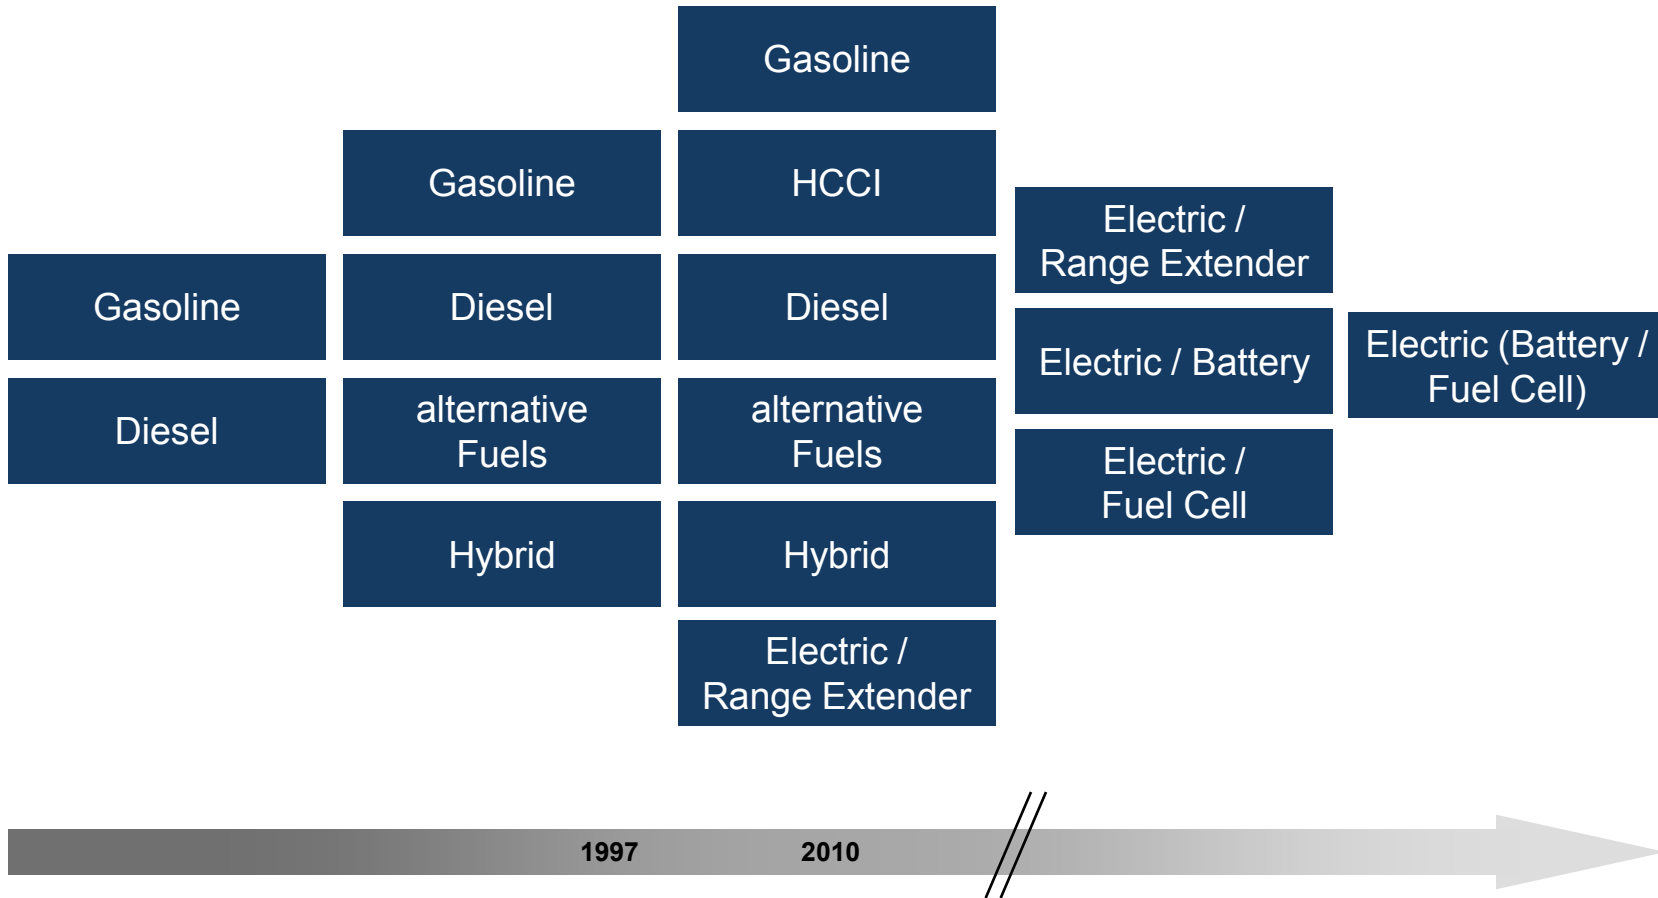 Gasoline
Diesel
Gasoline
Diesel
alternative
Fuels
Hybrid
Gasoline
HCCI
Diesel
alternative
Fuels
Hybrid
Electric /
Range Extender
Electric /
Range Extender
Electric / Battery
Electric /
Fuel Cell
Electric (Battery /
Fuel Cell)
1997
2010